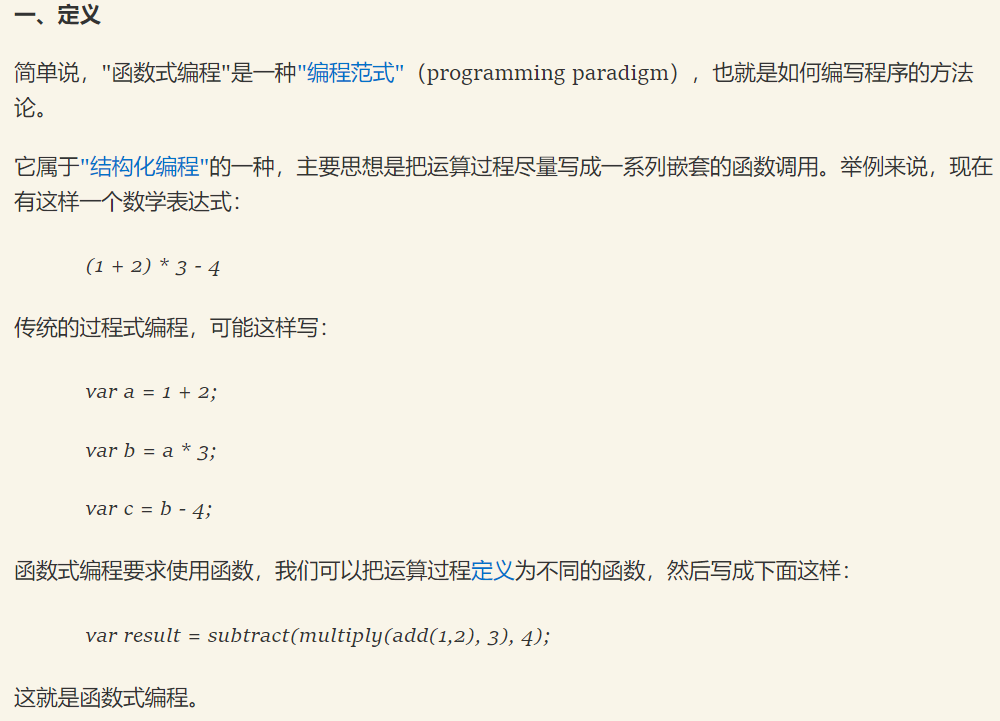 一、定义
简单说，"函数式编程"是一种"编程范式"（programming paradigm），也就是如何编写程序的方法
论。
它属于"结构化编程"的一种，主要思想是把运算过程尽量写成一系列嵌套的函数调用。举例来说，现在
有这样一个数学表达式：
(1 + 2) * 3 - 4
传统的过程式编程，可能这样写：
var a = 1 + 2;
var b = a * 3;
var c = b - 4;
函数式编程要求使用函数，我们可以把运算过程定义为不同的函数，然后写成下面这样：
var result = subtract(multiply(add(1,2), 3), 4);
这就是函数式编程。